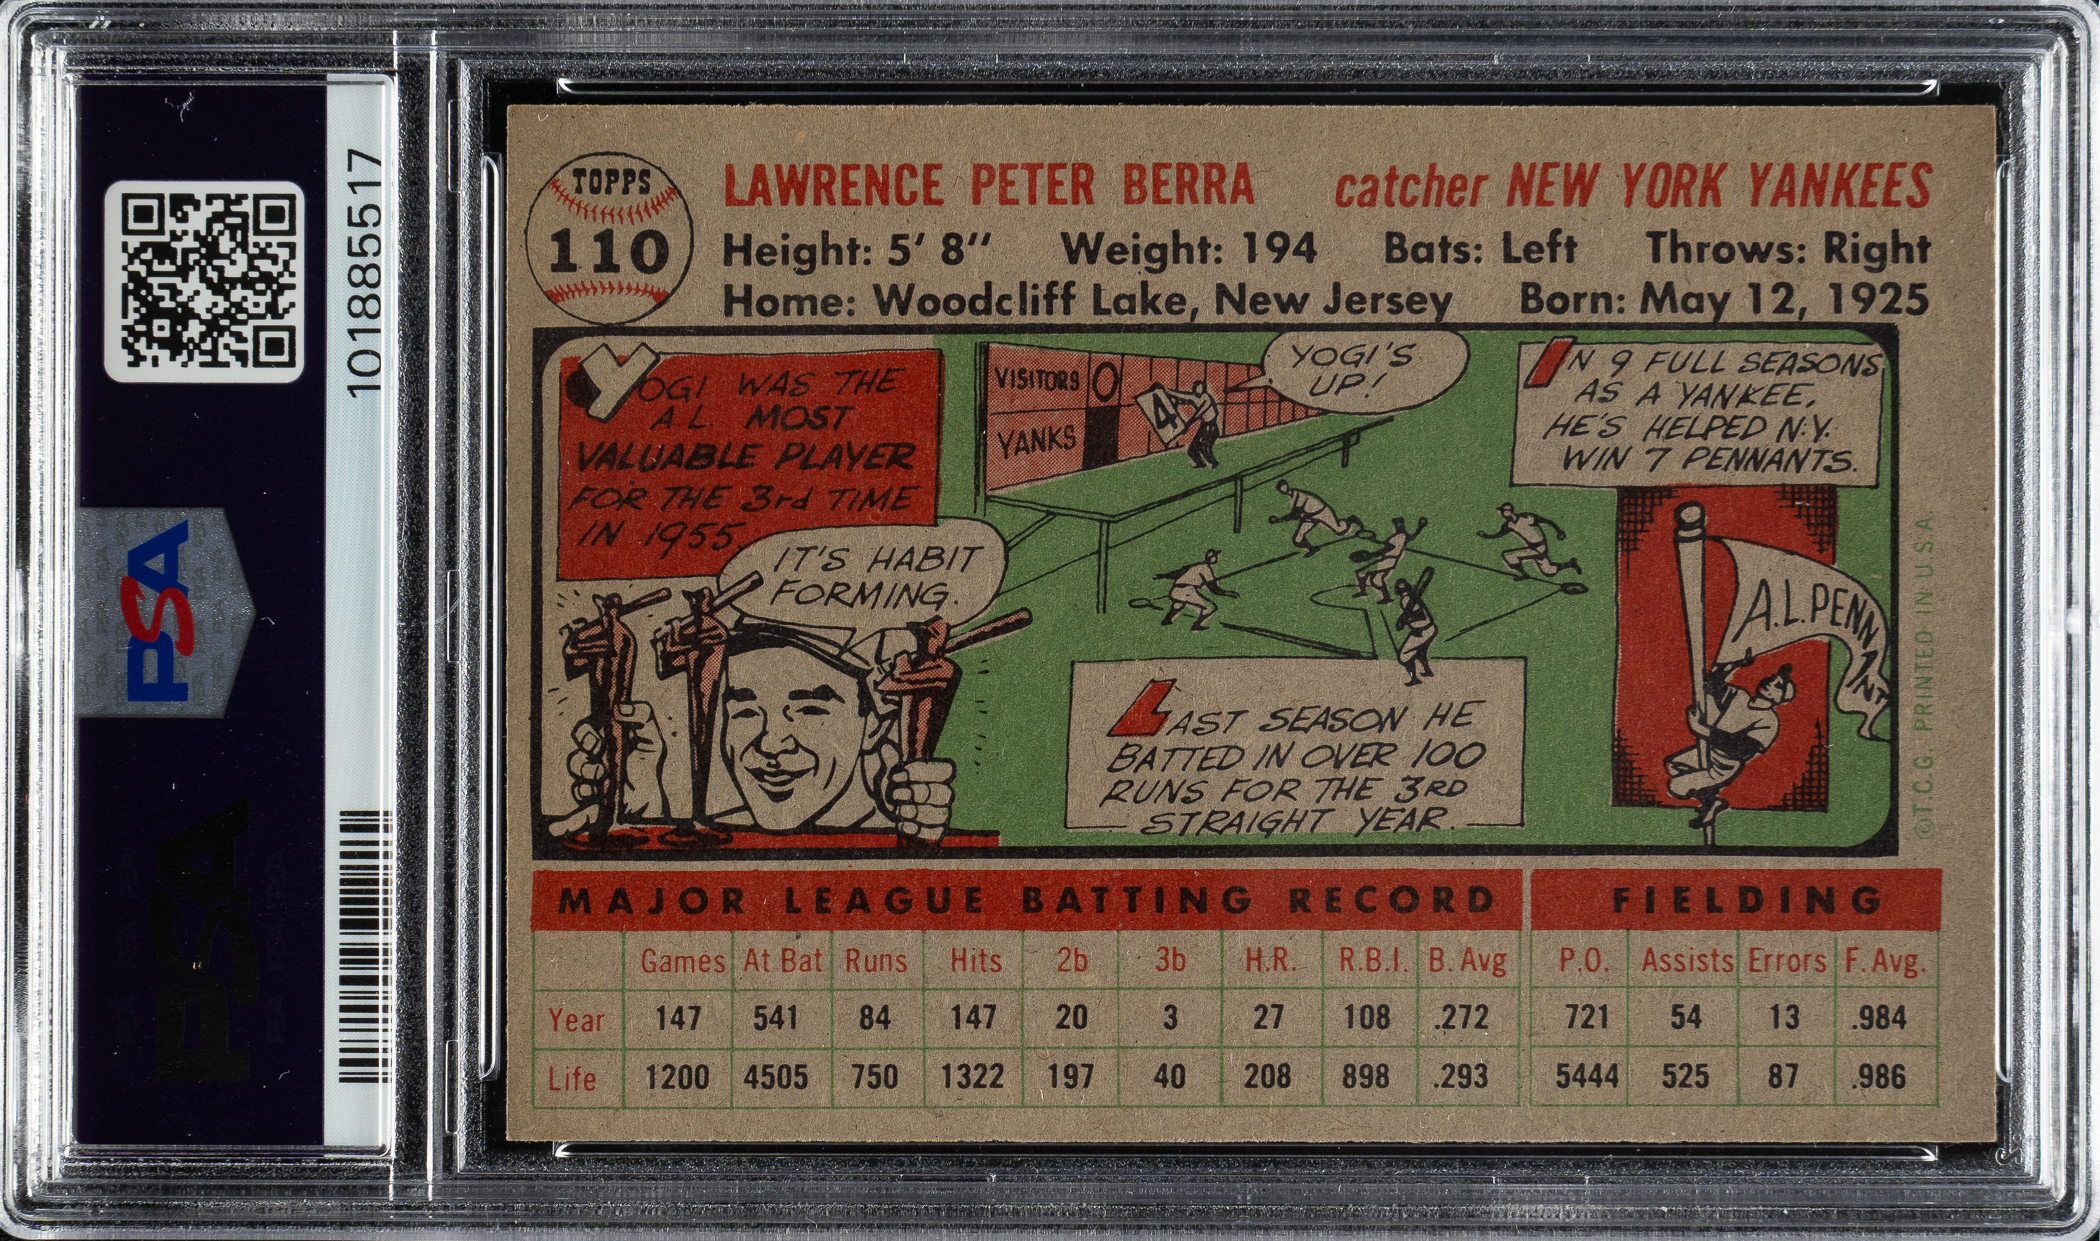 101885517
PSA
PSA
TOPPS
110
LAWRENCE PETER BERRA catcher NEW YORK YANKEES
Height: 5' 8" Weight: 194 Bats: Left Throws: Right
Home: Woodcliff Lake, New Jersey Born: May 12, 1925
YOGI WAS THE
A.L. MOST
VALUABLE PLAYER
FOR THE 3rd TIME
IN 1955.
IT'S HABIT
FORMING.
VISITORS 0
YANKS
4
YOGI'S
UP!
LAST SEASON HE
BATTED IN OVER 100
RUNS FOR THE 3RD
STRAIGHT YEAR.
IN 9 FULL SEASONS
AS A YANKEE,
HE'S HELPED N.Y.
WIN 7 PENNANTS.
A.L. PENNANT
©T.C.G. PRINTED IN U.S.A.
MAJOR LEAGUE BATTING RECORD FIELDING
Games At Bat Runs Hits 2b 3b H.R. R.B.I. B. Avg P.O. Assists Errors F. Avg.
Year 147 541 84 147 20 3 27 108 .272 721 54 13 .984
Life 1200 4505 750 1322 197 40 208 898 .293 5444 525 87 .986